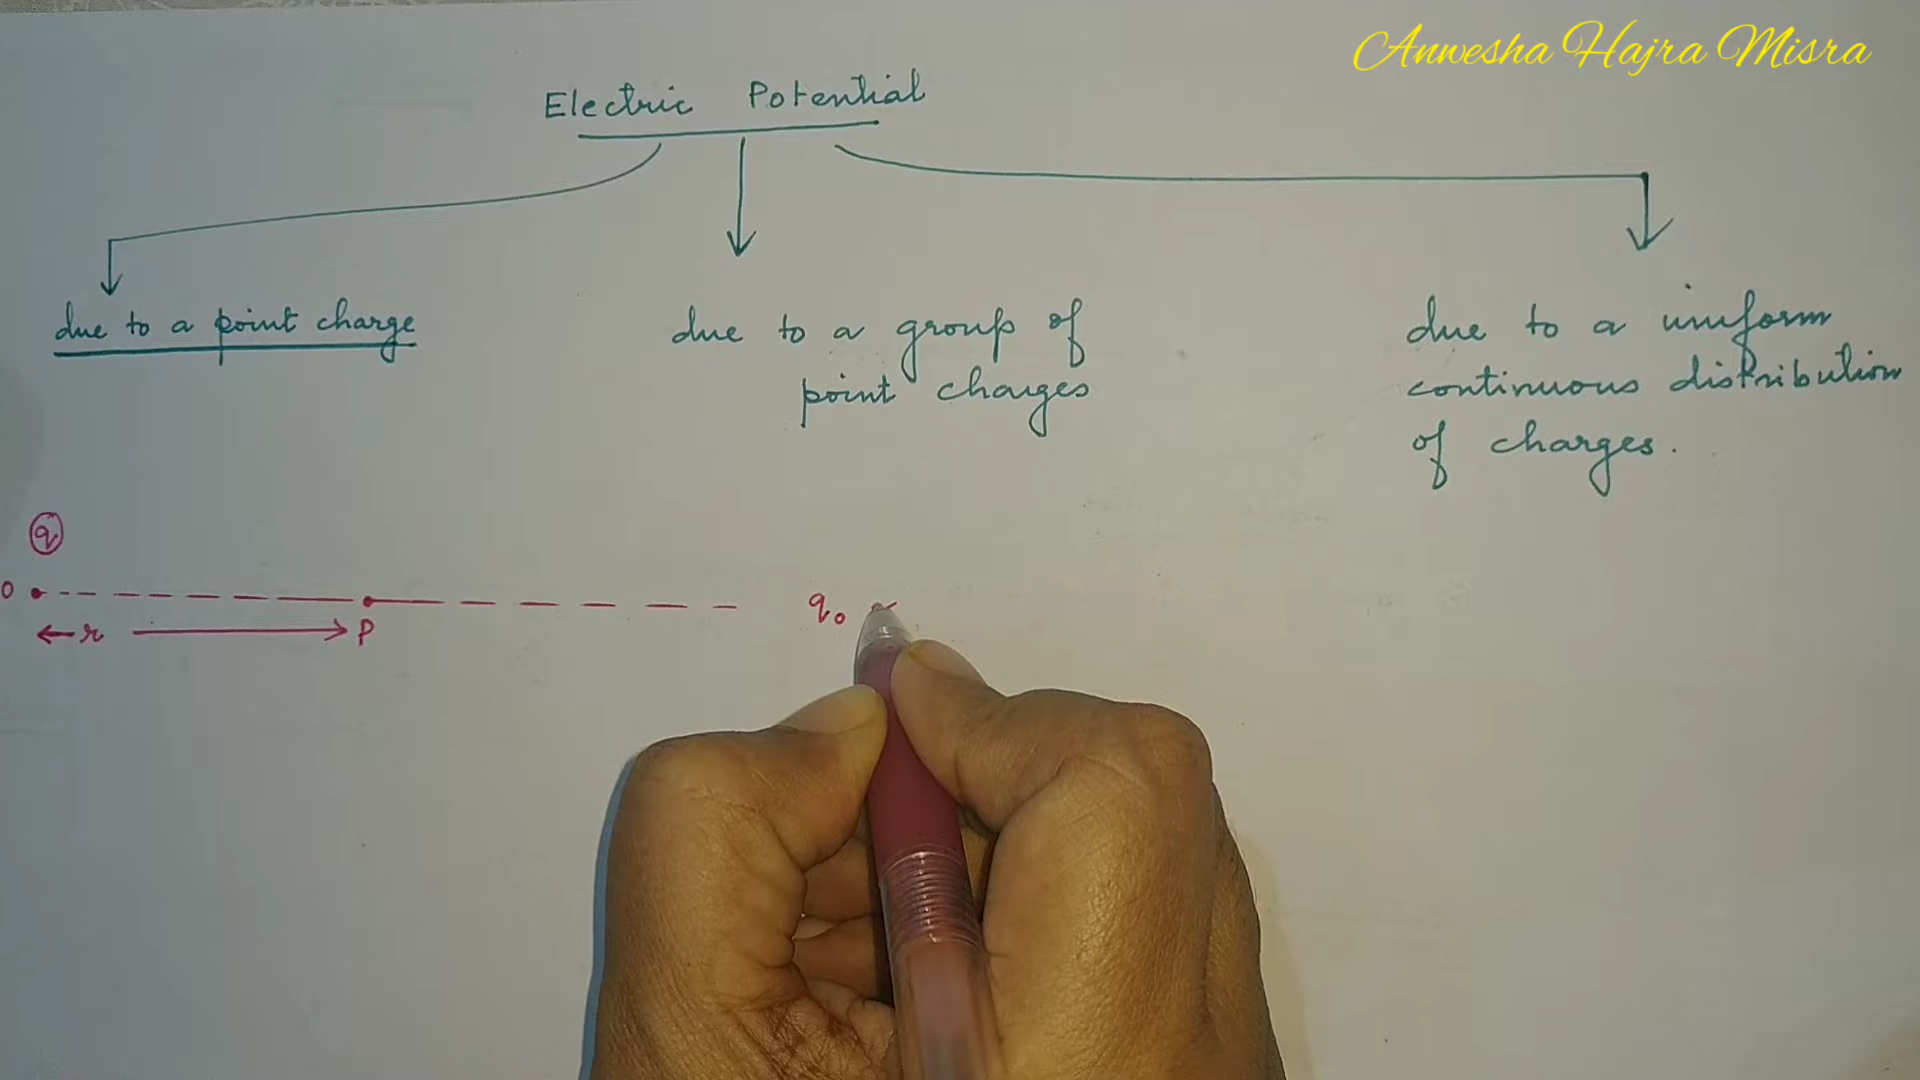 Anwesha Hajra Misra
Electric Potential
due to a point charge
due to a group of
point charges
due to a uniform
continuous distribution
of charges.
q
O
r
P
q₀